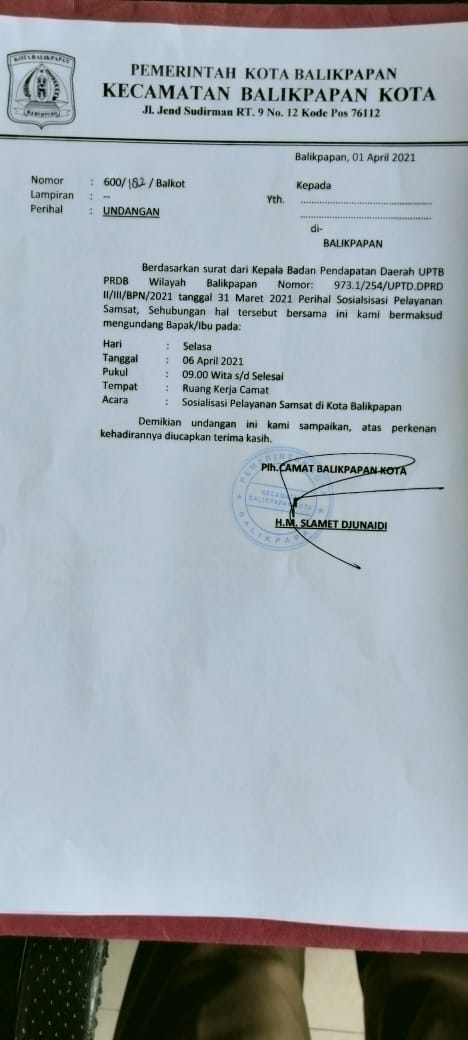 KOTA BALIKPAPAN
PEMERINTAH KOTA BALIKPAPAN
KECAMATAN BALIKPAPAN KOTA
Jl. Jend Sudirman RT. 9 No. 12 Kode Pos 76112
Balikpapan, 01 April 2021
Nomor : 600/182 / Balkot
Lampiran : --
Perihal : UNDANGAN
Kepada
Yth. ..........................................
..........................................
di-
BALIKPAPAN
Berdasarkan surat dari Kepala Badan Pendapatan Daerah UPTB
PRDB Wilayah Balikpapan Nomor: 973.1/254/UPTD.DPRD
II/III/BPN/2021 tanggal 31 Maret 2021 Perihal Sosialsisasi Pelayanan
Samsat, Sehubungan hal tersebut bersama ini kami bermaksud
mengundang Bapak/Ibu pada:
Hari : Selasa
Tanggal : 06 April 2021
Pukul : 09.00 Wita s/d Selesai
Tempat : Ruang Kerja Camat
Acara : Sosialisasi Pelayanan Samsat di Kota Balikpapan
Demikian undangan ini kami sampaikan, atas perkenan
kehadirannya diucapkan terima kasih.
Plh.CAMAT BALIKPAPAN KOTA
PEMERINTAH
KECAMATAN
BALIKPAPAN KOTA
BALIKPAPAN
H.M. SLAMET DJUNAIDI